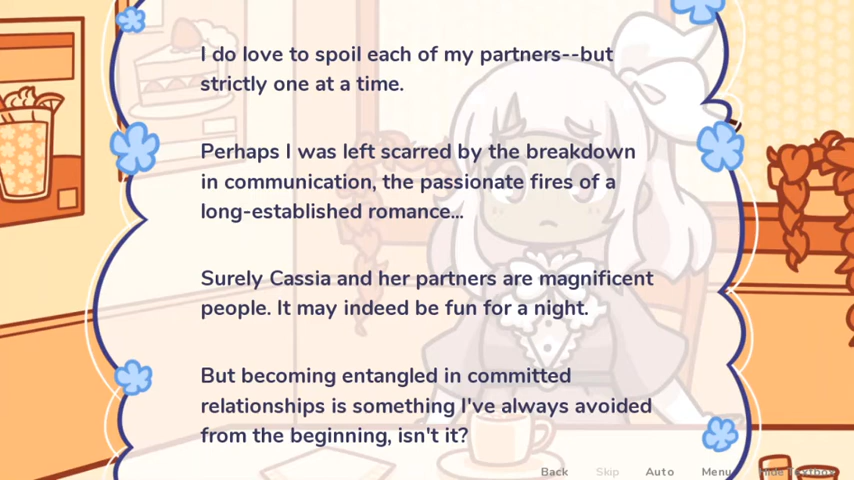 I do love to spoil each of my partners--but
strictly one at a time.
Perhaps I was left scarred by the breakdown
in communication, the passionate fires of a
long-established romance...
Surely Cassia and her partners are magnificent
people. It may indeed be fun for a night.
But becoming entangled in committed
relationships is something I've always avoided
from the beginning, isn't it?
Back Skip Auto Menu Hide Textbox